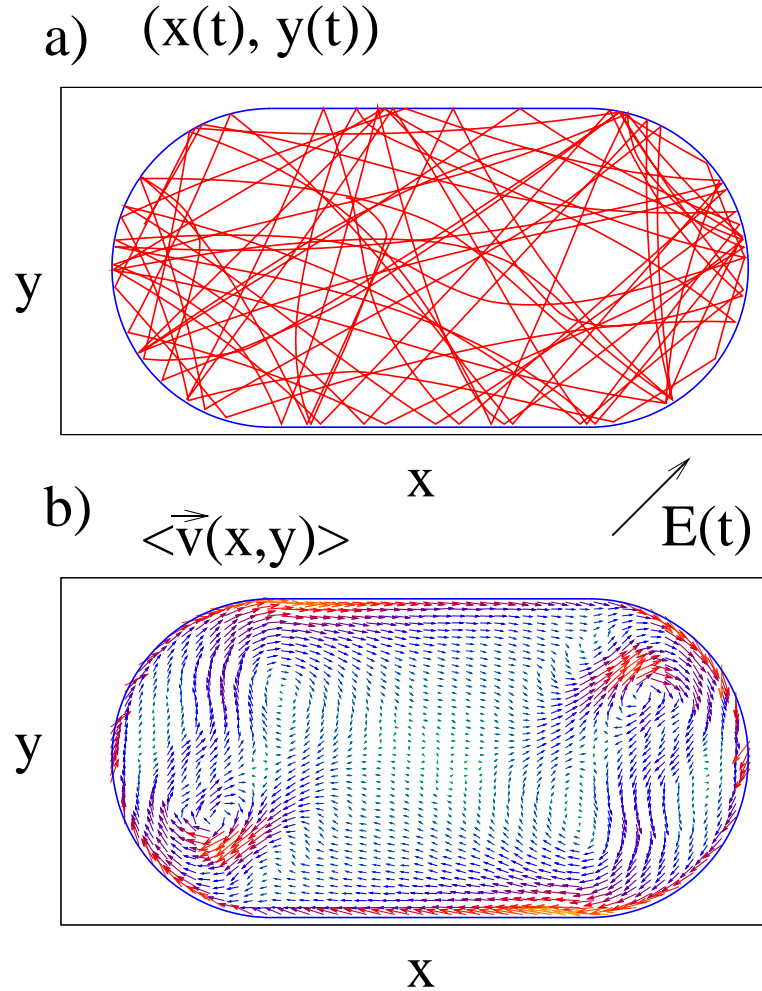 a) (x(t), y(t))
y
x
b) <v⃗(x,y)>
E(t)
y
x